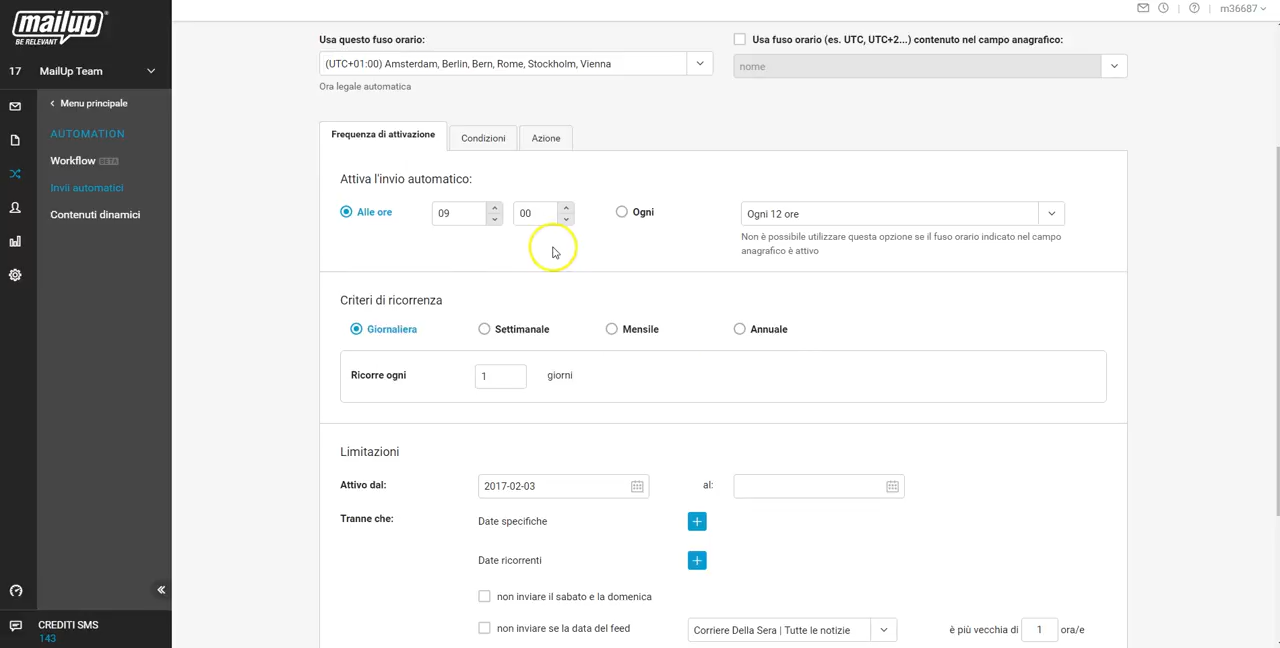 mailup®
BE RELEVANT
m36687
17 MailUp Team
Menu principale
AUTOMATION
Workflow BETA
Invii automatici
Contenuti dinamici
CREDITI SMS
143
Usa questo fuso orario:
(UTC+01:00) Amsterdam, Berlin, Bern, Rome, Stockholm, Vienna
Ora legale automatica
Usa fuso orario (es. UTC, UTC+2...) contenuto nel campo anagrafico:
nome
Frequenza di attivazione Condizioni Azione
Attiva l'invio automatico:
Alle ore 09 00 Ogni Ogni 12 ore
Non è possibile utilizzare questa opzione se il fuso orario indicato nel campo
anagrafico è attivo
Criteri di ricorrenza
Giornaliera Settimanale Mensile Annuale
Ricorre ogni 1 giorni
Limitazioni
Attivo dal: 2017-02-03 al:
Tranne che: Date specifiche
Date ricorrenti
non inviare il sabato e la domenica
non inviare se la data del feed Corriere Della Sera | Tutte le notizie è più vecchia di 1 ora/e